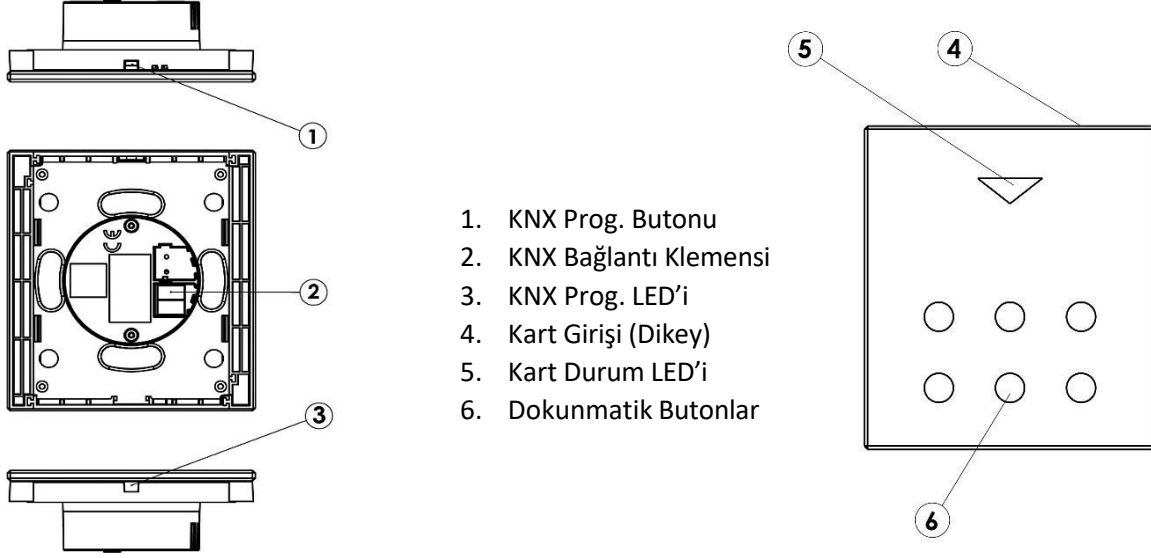 5
4
1
2
3
1. KNX Prog. Butonu
2. KNX Bağlantı Klemensi
3. KNX Prog. LED’i
4. Kart Girişi (Dikey)
5. Kart Durum LED’i
6. Dokunmatik Butonlar
6